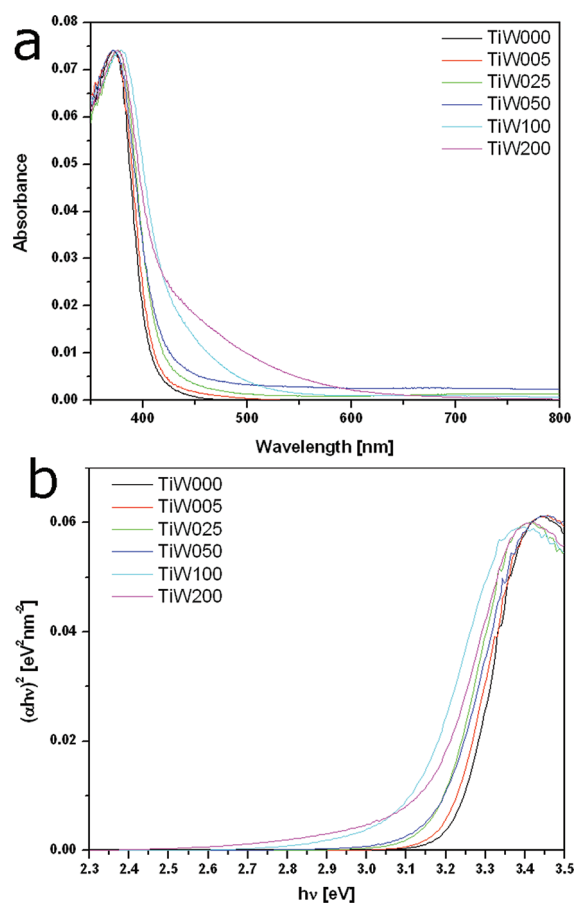 a
0.08
0.07
0.06
0.05
0.04
0.03
0.02
0.01
0.00
Absorbance
TiW000
TiW005
TiW025
TiW050
TiW100
TiW200
400 500 600 700 800
Wavelength [nm]
b
0.06
0.04
0.02
0.00
(αhν)² [eV²nm⁻²]
TiW000
TiW005
TiW025
TiW050
TiW100
TiW200
2.3 2.4 2.5 2.6 2.7 2.8 2.9 3.0 3.1 3.2 3.3 3.4 3.5
hν [eV]